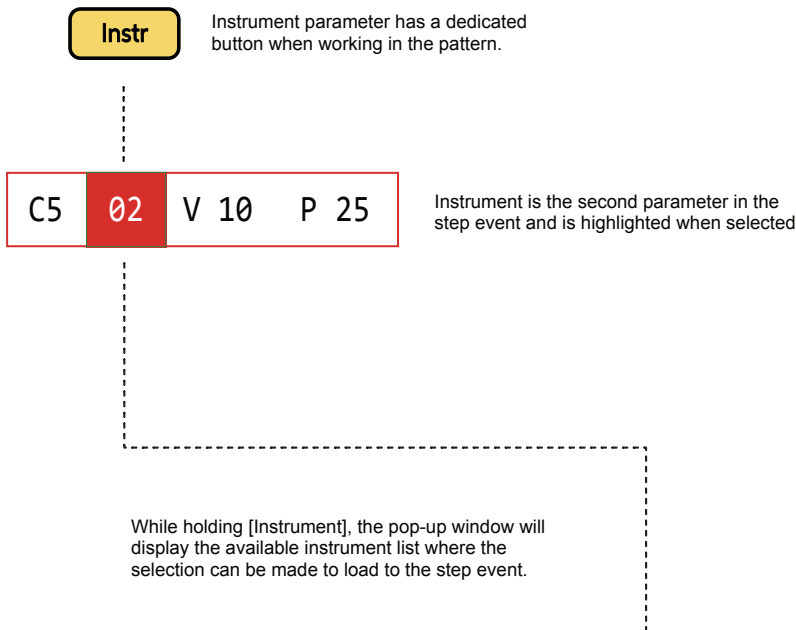 Instr
Instrument parameter has a dedicated
button when working in the pattern.
C5 02 V 10 P 25
Instrument is the second parameter in the
step event and is highlighted when selected
While holding [Instrument], the pop-up window will
display the available instrument list where the
selection can be made to load to the step event.